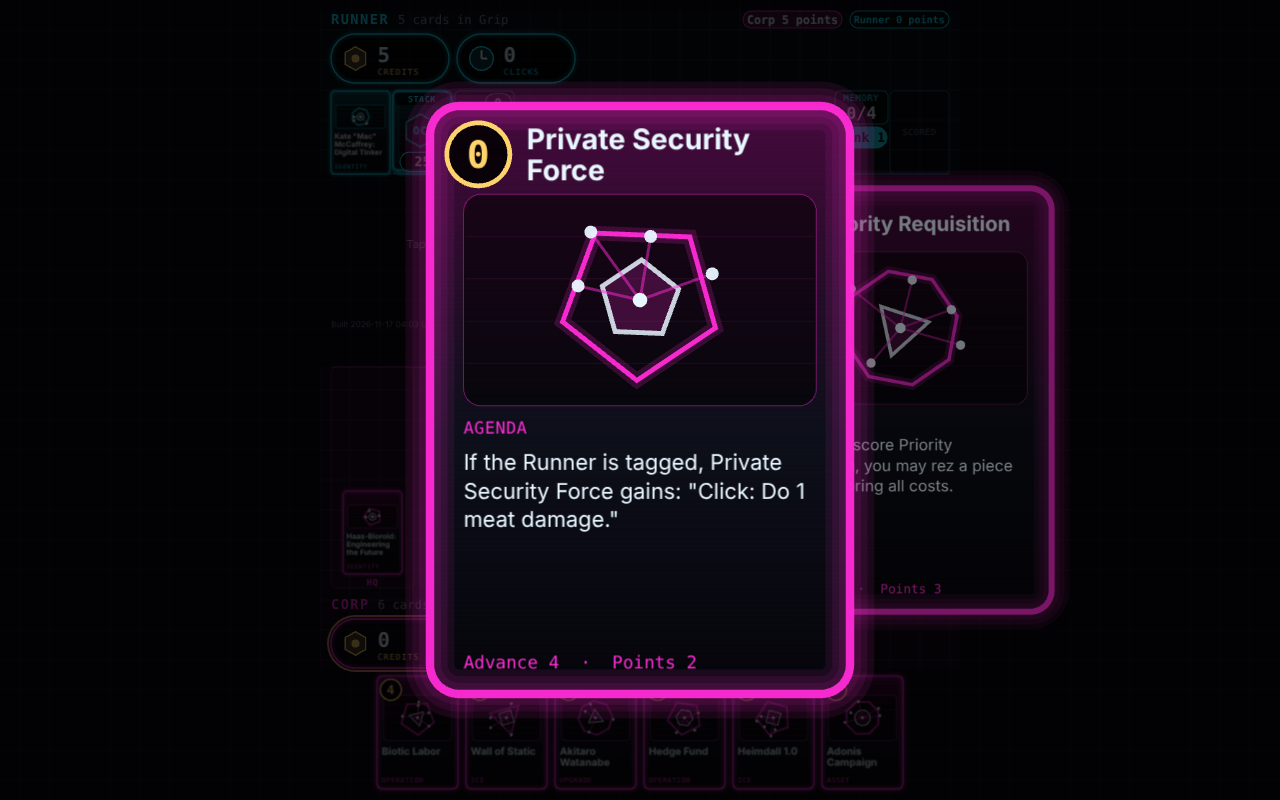 RUNNER 5 cards in Grip
Corp 5 points
Runner 0 points
5
CREDITS
0
CLICKS
STACK
MEMORY
0/4
SCORED
Kate "Mac"
McCaffrey:
Digital Tinker
IDENTITY
0
Private Security
Force
AGENDA
If the Runner is tagged, Private
Security Force gains: "Click: Do 1
meat damage."
Advance 4 · Points 2
ority Requisition
score Priority
, you may rez a piece
ring all costs.
· Points 3
Haas-Bioroid:
Engineering
the Future
IDENTITY
HQ
CORP 6 cards
0
CREDITS
4
Biotic Labor
OPERATION
Wall of Static
ICE
Akitaro
Watanabe
UPGRADE
Hedge Fund
OPERATION
Heimdall 1.0
ICE
Adonis
Campaign
ASSET